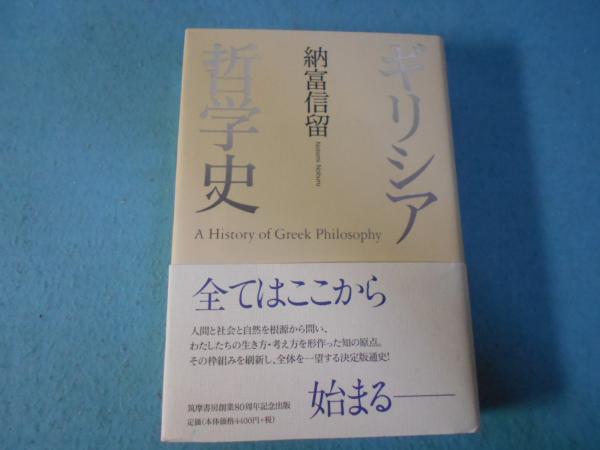 ギリシア
哲学史
納富信留
Notomi Noburu
A History of Greek Philosophy
全てはここから
人間と社会と自然を根源から問い、
わたしたちの生き方・考え方を形作った知の原点。
その枠組みを刷新し、全体を一望する決定版通史!
始まる——
筑摩書房創業80周年記念出版
定価(本体価格4400円+税)